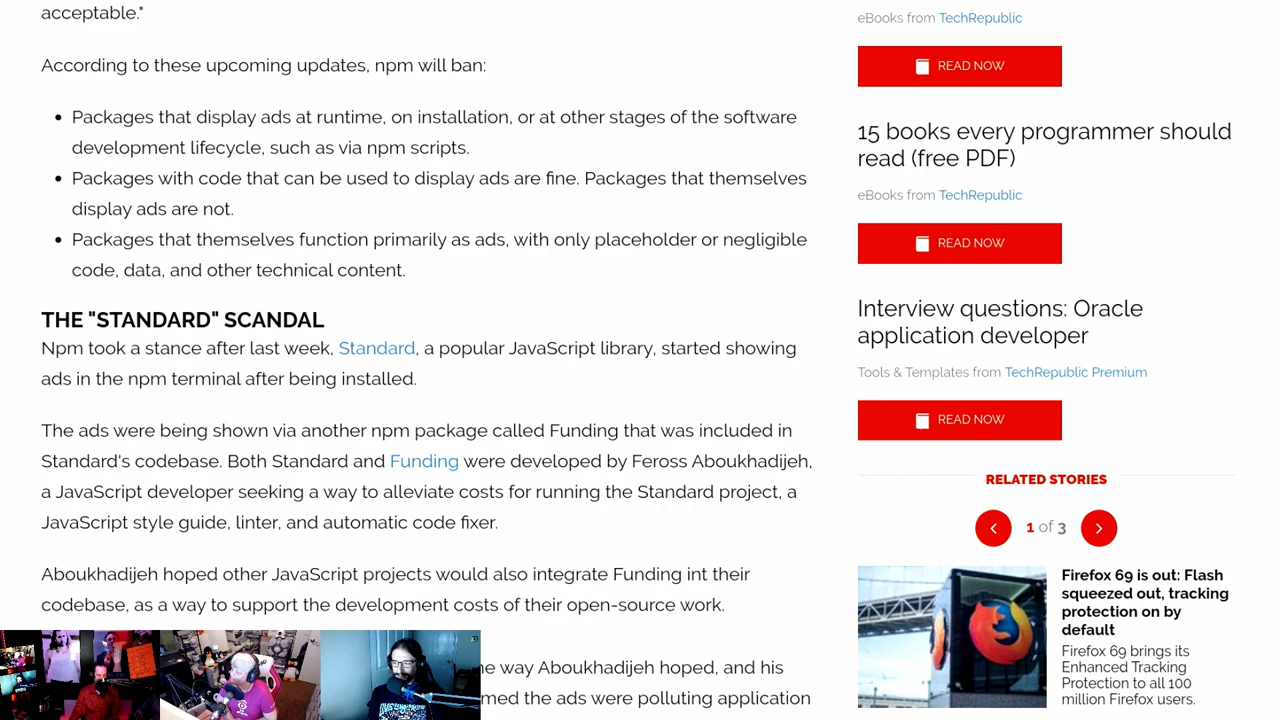 acceptable."
According to these upcoming updates, npm will ban:
Packages that display ads at runtime, on installation, or at other stages of the software
development lifecycle, such as via npm scripts.
Packages with code that can be used to display ads are fine. Packages that themselves
display ads are not.
Packages that themselves function primarily as ads, with only placeholder or negligible
code, data, and other technical content.
THE "STANDARD" SCANDAL
Npm took a stance after last week, Standard, a popular JavaScript library, started showing
ads in the npm terminal after being installed.
The ads were being shown via another npm package called Funding that was included in
Standard's codebase. Both Standard and Funding were developed by Feross Aboukhadijeh,
a JavaScript developer seeking a way to alleviate costs for running the Standard project, a
JavaScript style guide, linter, and automatic code fixer.
Aboukhadijeh hoped other JavaScript projects would also integrate Funding int their
codebase, as a way to support the development costs of their open-source work.
way Aboukhadijeh hoped, and his
the ads were polluting application
eBooks from TechRepublic
READ NOW
15 books every programmer should
read (free PDF)
eBooks from TechRepublic
READ NOW
Interview questions: Oracle
application developer
Tools & Templates from TechRepublic Premium
READ NOW
RELATED STORIES
1 of 3
Firefox 69 is out: Flash
squeezed out, tracking
protection on by
default
Firefox 69 brings its
Enhanced Tracking
Protection to all 100
million Firefox users.